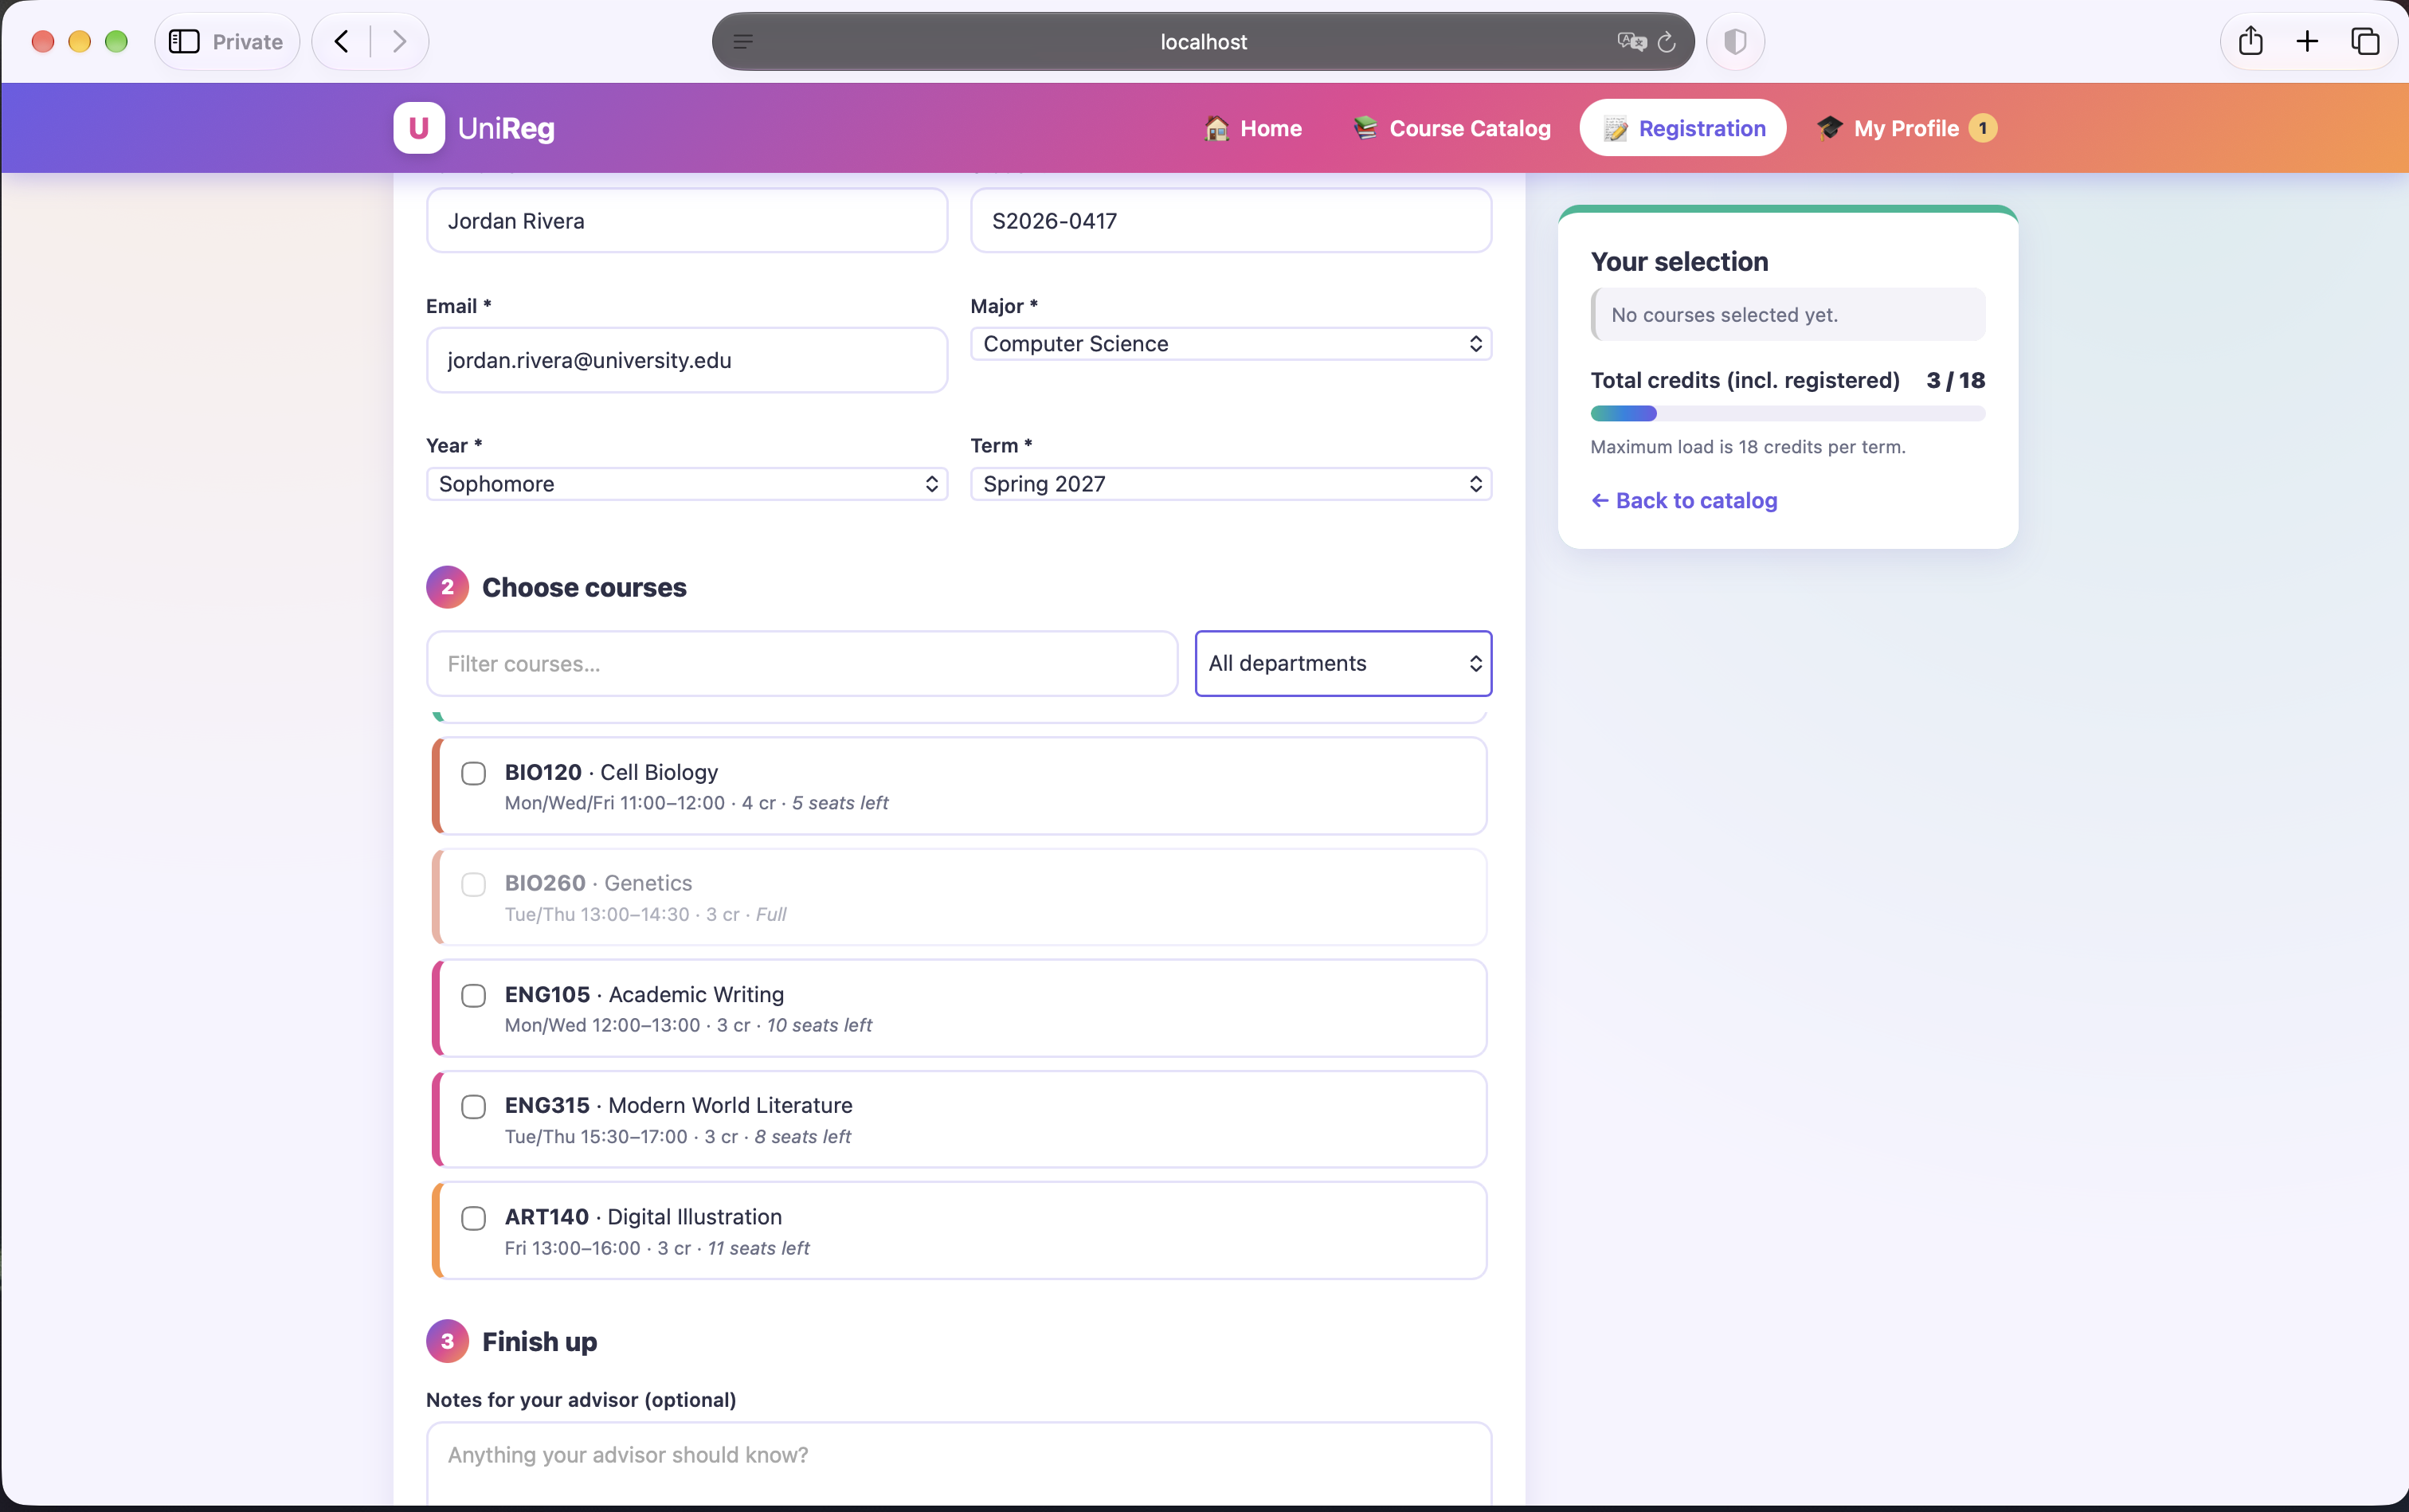 Private
localhost
U UniReg
Home
Course Catalog
Registration
My Profile 1
Jordan Rivera
S2026-0417
Email *
Major *
jordan.rivera@university.edu
Computer Science
Year *
Term *
Sophomore
Spring 2027
2 Choose courses
Filter courses...
All departments
BIO120 · Cell Biology
Mon/Wed/Fri 11:00–12:00 · 4 cr · 5 seats left
BIO260 · Genetics
Tue/Thu 13:00–14:30 · 3 cr · Full
ENG105 · Academic Writing
Mon/Wed 12:00–13:00 · 3 cr · 10 seats left
ENG315 · Modern World Literature
Tue/Thu 15:30–17:00 · 3 cr · 8 seats left
ART140 · Digital Illustration
Fri 13:00–16:00 · 3 cr · 11 seats left
3 Finish up
Notes for your advisor (optional)
Anything your advisor should know?
Your selection
No courses selected yet.
Total credits (incl. registered) 3 / 18
Maximum load is 18 credits per term.
← Back to catalog